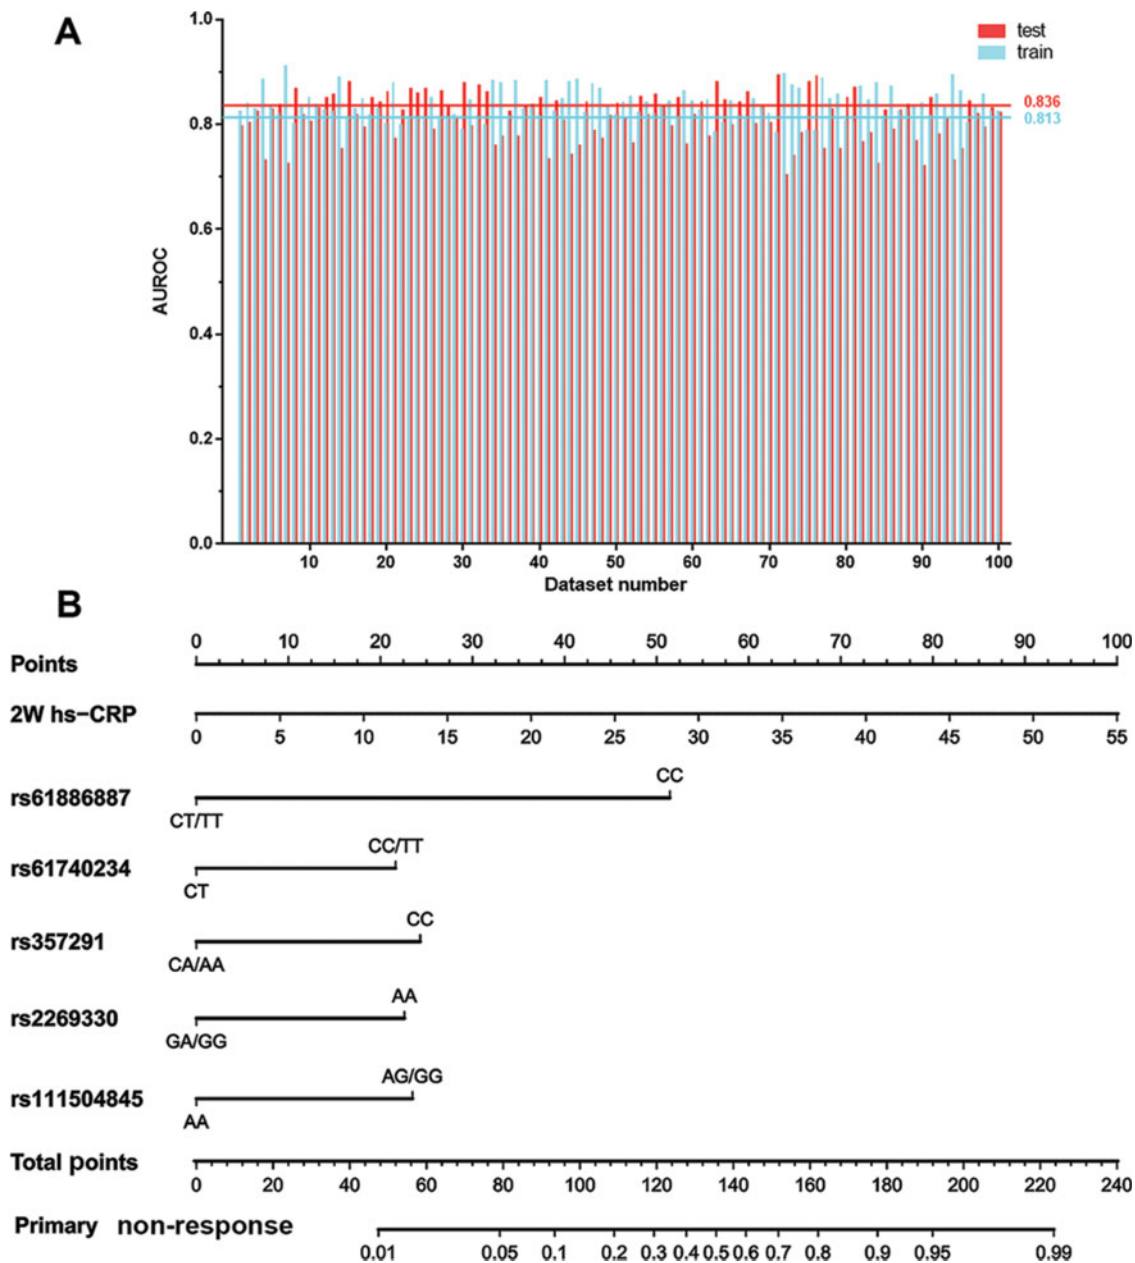 A
1.0
0.8
0.6
0.4
0.2
0.0
AUROC
test
train
0.836
0.813
10 20 30 40 50 60 70 80 90 100
Dataset number
B
0 10 20 30 40 50 60 70 80 90 100
Points
2W hs-CRP
0 5 10 15 20 25 30 35 40 45 50 55
CC
rs61886887
CT/TT
CC/TT
rs61740234
CT
CC
rs357291
CA/AA
AA
rs2269330
GA/GG
AG/GG
rs111504845
AA
Total points
0 20 40 60 80 100 120 140 160 180 200 220 240
Primary non-response
0.01 0.05 0.1 0.2 0.3 0.4 0.5 0.6 0.7 0.8 0.9 0.95 0.99